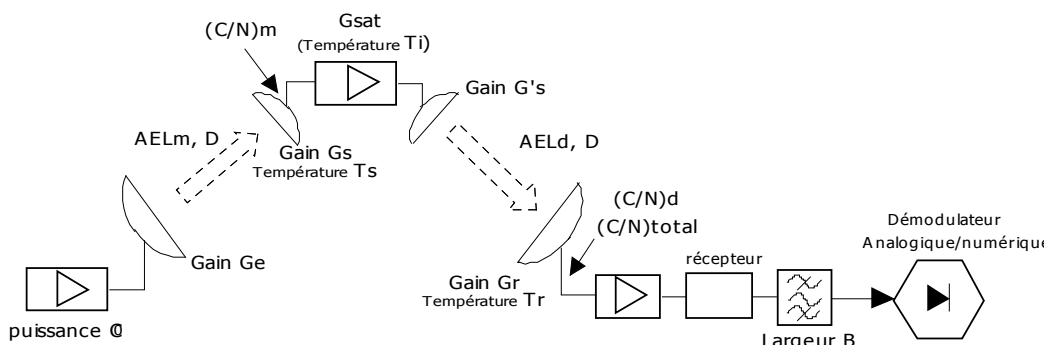 Gsat
(C/N)m
(Température Ti)
Gain G's
AELm, D
AELd, D
Gain Gs
Température Ts
(C/N)d
(C/N)total
Démodulateur
Analogique/numérique
Gain Ge
récepteur
Gain Gr
Température Tr
puissance
Largeur B